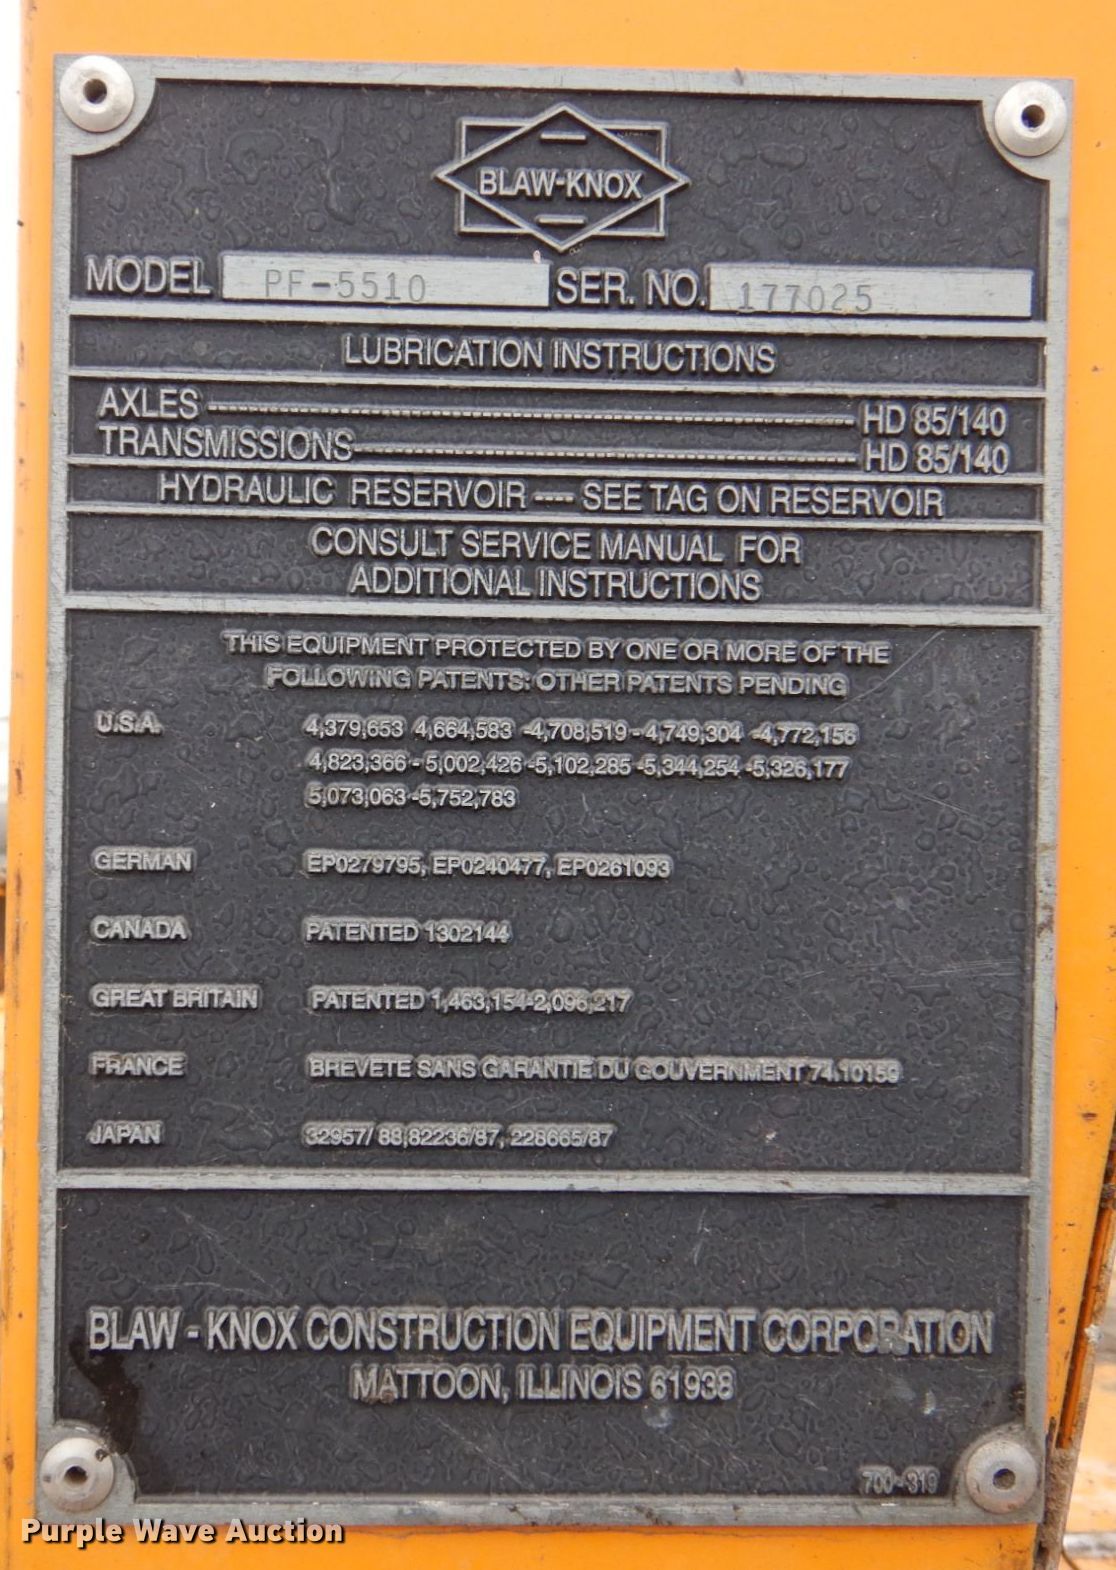 BLAW-KNOX
MODEL PF-5510 SER. NO. 177025
LUBRICATION INSTRUCTIONS
AXLES ---------- HD 85/140
TRANSMISSIONS ---------- HD 85/140
HYDRAULIC RESERVOIR ---- SEE TAG ON RESERVOIR
CONSULT SERVICE MANUAL FOR
ADDITIONAL INSTRUCTIONS
THIS EQUIPMENT PROTECTED BY ONE OR MORE OF THE
FOLLOWING PATENTS: OTHER PATENTS PENDING
U.S.A. 4,379,653 4,664,583 -4,708,519 - 4,749,304 -4,772,156
4,823,366 - 5,002,426 -5,102,285 -5,344,254 -5,326,177
5,073,063 -5,752,783
GERMAN EP0279795, EP0240477, EP0261093
CANADA PATENTED 1302144
GREAT BRITAIN PATENTED 1,463,154-2,096,217
FRANCE BREVETE SANS GARANTIE DU GOUVERNMENT 74.10159
JAPAN 32957/ 88,82236/87, 228665/87
BLAW - KNOX CONSTRUCTION EQUIPMENT CORPORATION
MATTOON, ILLINOIS 61938
700-319
Purple Wave Auction